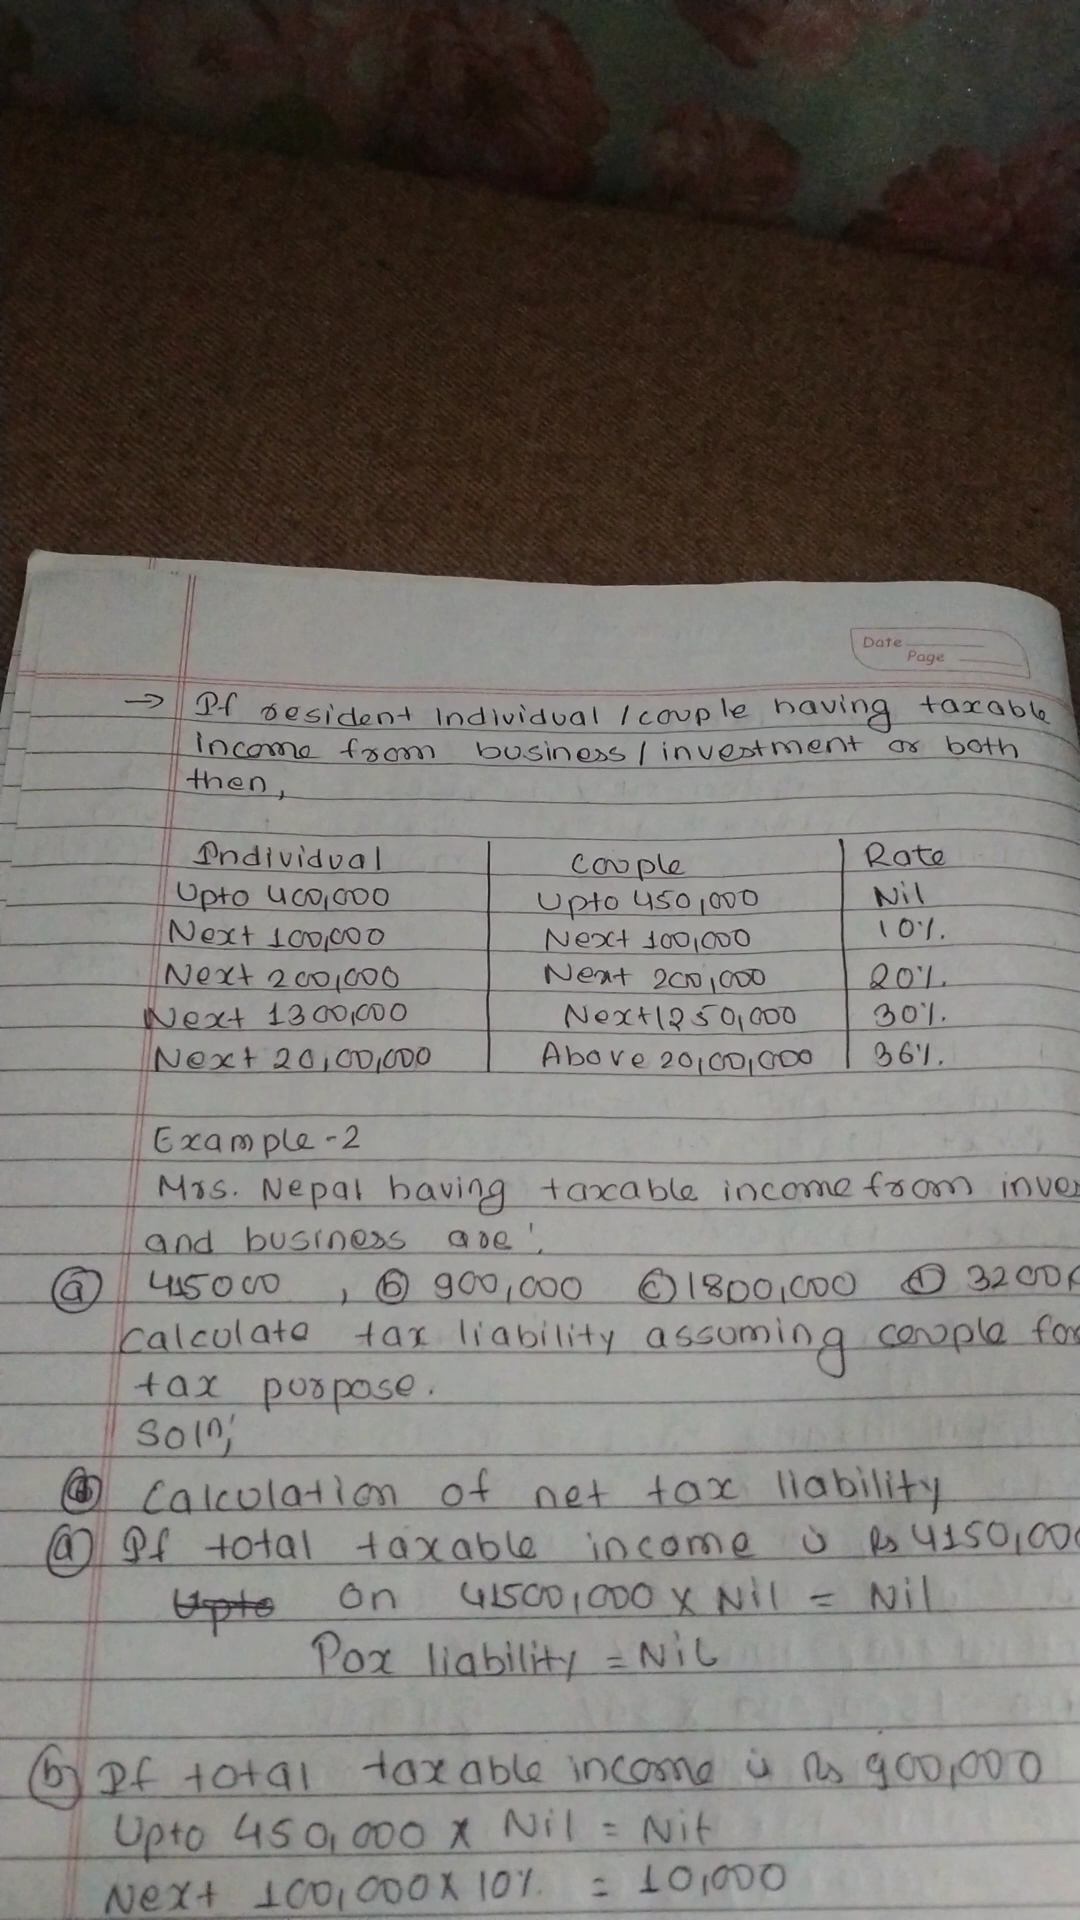 Date
Page
→ If resident individual / couple having taxable
income from business / investment or both
then,
Individual Couple Rate
Upto 400,000 Upto 450,000 Nil
Next 100,000 Next 100,000 10%.
Next 200,000 Next 200,000 20%.
Next 1300,000 Next 1250,000 30%.
Next 20,00,000 Above 20,00,000 36%.
Example-2
Mrs. Nepal having taxable income from inves
and business are:
(a) 415000 , (b) 900,000 (c) 1800,000 (d) 3200
Calculate tax liability assuming couple for
tax purpose.
Soln;
Calculation of net tax liability
(a) If total taxable income is Rs 4150,000
Upto on 41500,000 x Nil = Nil
Pax liability = Nil
(b) If total taxable income is Rs 900,000
Upto 450,000 x Nil = Nil
Next 100,000 x 10% = 10,000